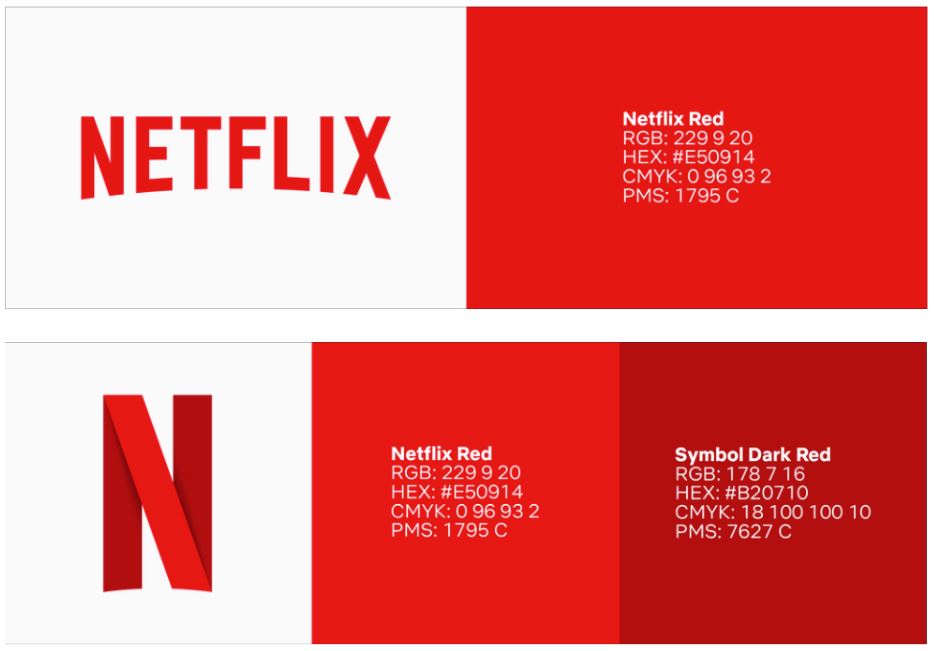 NETFLIX
Netflix Red
RGB: 229 9 20
HEX: #E50914
CMYK: 0 96 93 2
PMS: 1795 C
N
Netflix Red
RGB: 229 9 20
HEX: #E50914
CMYK: 0 96 93 2
PMS: 1795 C
Symbol Dark Red
RGB: 178 7 16
HEX: #B20710
CMYK: 18 100 100 10
PMS: 7627 C